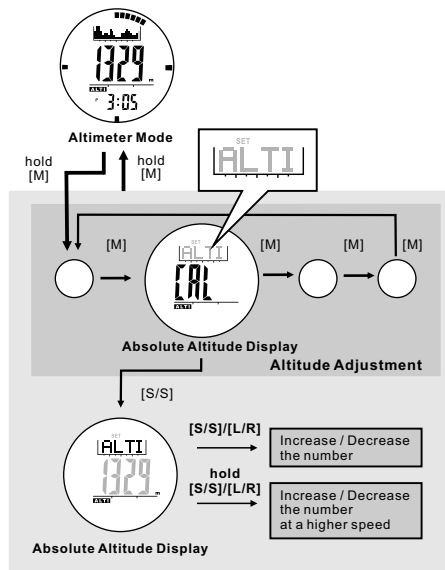 1329 m
ALTI
P 3:05
Altimeter Mode
hold
[M]
hold
[M]
SET
ALTI
[M]
[M]
[M]
[M]
SET
ALTI
CAL
ALTI
Absolute Altitude Display
Altitude Adjustment
[S/S]
SET
ALTI
1329 m
ALTI
[S/S]/[L/R]
Increase / Decrease
the number
hold
[S/S]/[L/R]
Increase / Decrease
the number
at a higher speed
Absolute Altitude Display